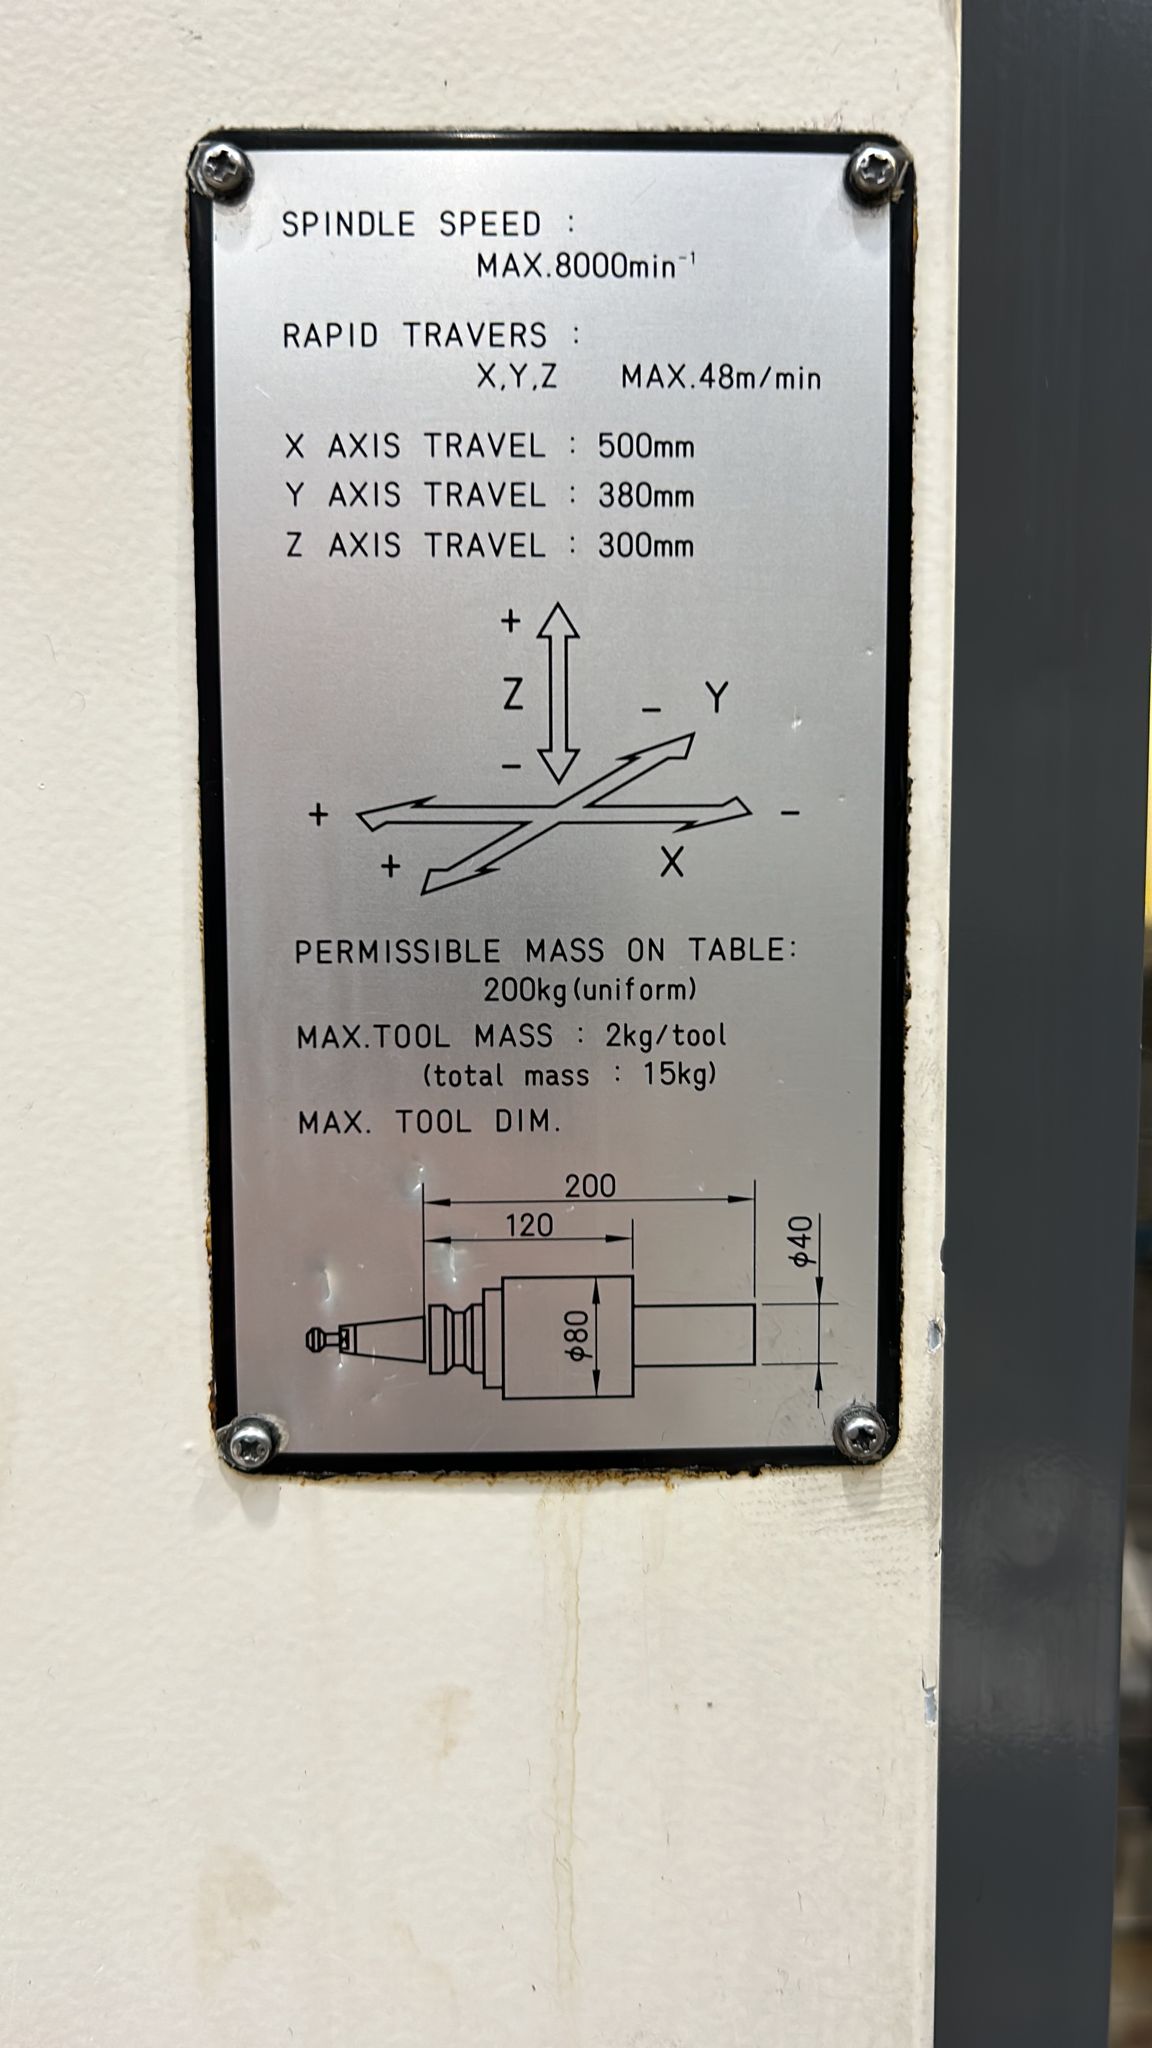 SPINDLE SPEED :
MAX.8000min⁻¹
RAPID TRAVERS :
X,Y,Z MAX.48m/min
X AXIS TRAVEL : 500mm
Y AXIS TRAVEL : 380mm
Z AXIS TRAVEL : 300mm
+
Z
- Y
-
+ -
+ X
PERMISSIBLE MASS ON TABLE:
200kg(uniform)
MAX.TOOL MASS : 2kg/tool
(total mass : 15kg)
MAX. TOOL DIM.
200
120
φ40
φ80